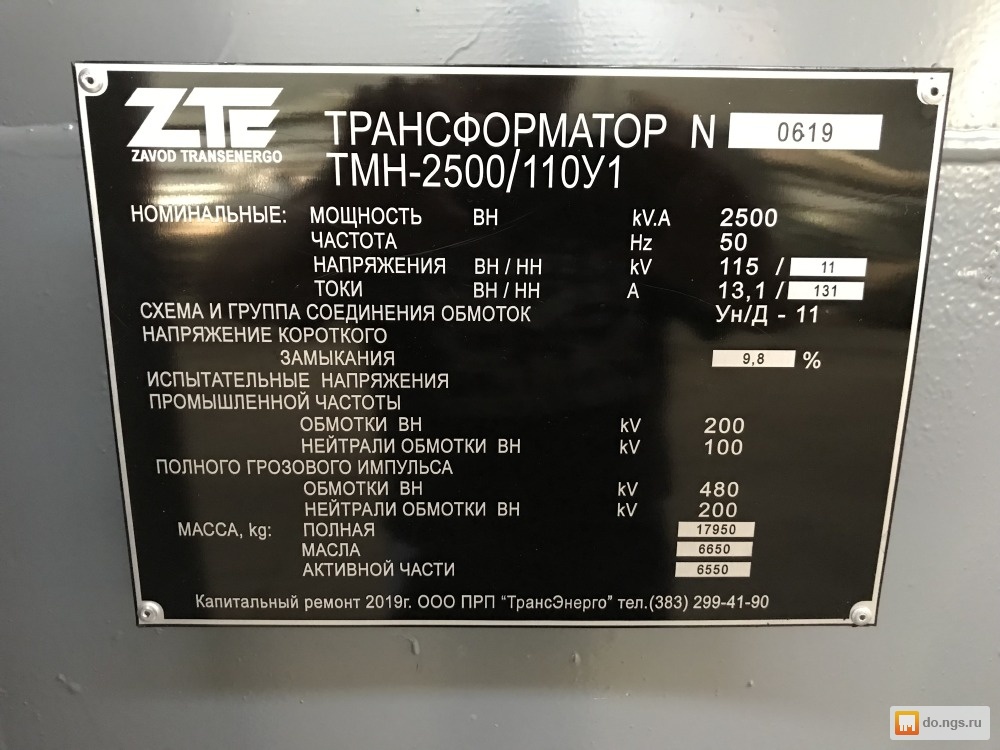 ZTE
ZAVOD TRANSENERGO
ТРАНСФОРМАТОР N 0619
ТМН-2500/110У1
НОМИНАЛЬНЫЕ: МОЩНОСТЬ ВН kV.A 2500
ЧАСТОТА Hz 50
НАПРЯЖЕНИЯ ВН / НН kV 115 / 11
ТОКИ ВН / НН A 13,1 / 131
СХЕМА И ГРУППА СОЕДИНЕНИЯ ОБМОТОК Ун/Д - 11
НАПРЯЖЕНИЕ КОРОТКОГО
ЗАМЫКАНИЯ 9,8 %
ИСПЫТАТЕЛЬНЫЕ НАПРЯЖЕНИЯ
ПРОМЫШЛЕННОЙ ЧАСТОТЫ
ОБМОТКИ ВН kV 200
НЕЙТРАЛИ ОБМОТКИ ВН kV 100
ПОЛНОГО ГРОЗОВОГО ИМПУЛЬСА
ОБМОТКИ ВН kV 480
НЕЙТРАЛИ ОБМОТКИ ВН kV 200
МАССА, kg: ПОЛНАЯ 17950
МАСЛА 6650
АКТИВНОЙ ЧАСТИ 6550
Капитальный ремонт 2019г. ООО ПРП "ТрансЭнерго" тел.(383) 299-41-90
do.ngs.ru